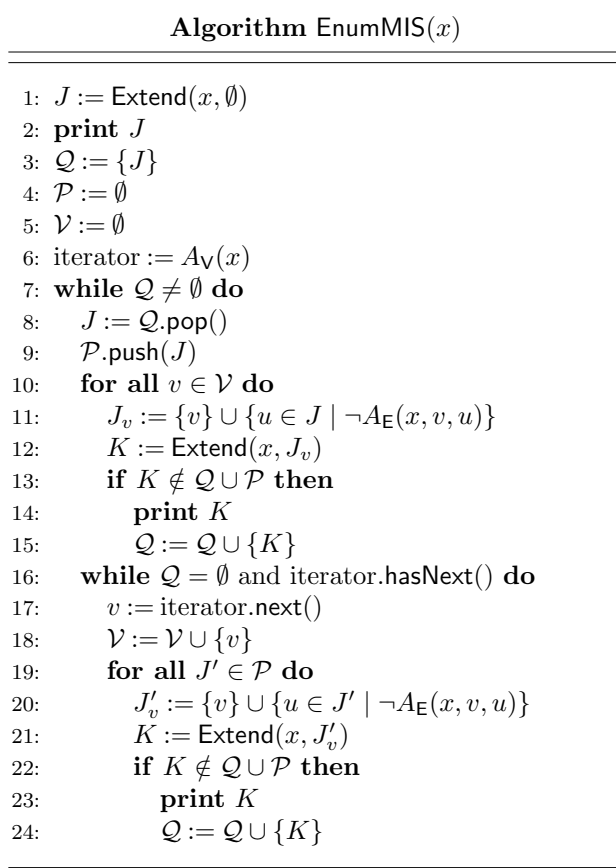 Algorithm EnumMIS(x)
1: J := Extend(x, ∅)
2: print J
3: 𝒬 := {J}
4: 𝒫 := ∅
5: 𝒱 := ∅
6: iterator := A_V(x)
7: while 𝒬 ≠ ∅ do
8: J := 𝒬.pop()
9: 𝒫.push(J)
10: for all v ∈ 𝒱 do
11: J_v := {v} ∪ {u ∈ J | ¬A_E(x, v, u)}
12: K := Extend(x, J_v)
13: if K ∉ 𝒬 ∪ 𝒫 then
14: print K
15: 𝒬 := 𝒬 ∪ {K}
16: while 𝒬 = ∅ and iterator.hasNext() do
17: v := iterator.next()
18: 𝒱 := 𝒱 ∪ {v}
19: for all J′ ∈ 𝒫 do
20: J′_v := {v} ∪ {u ∈ J′ | ¬A_E(x, v, u)}
21: K := Extend(x, J′_v)
22: if K ∉ 𝒬 ∪ 𝒫 then
23: print K
24: 𝒬 := 𝒬 ∪ {K}